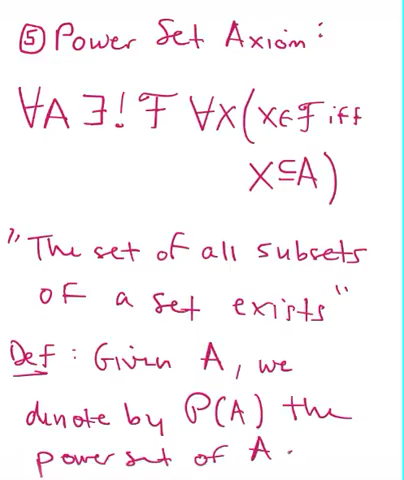 ⑤ Power Set Axiom:
∀A ∃! F ∀X(X∈F iff
X⊆A)
"The set of all subsets
of a set exists"
Def: Given A, we
denote by P(A) the
power set of A.